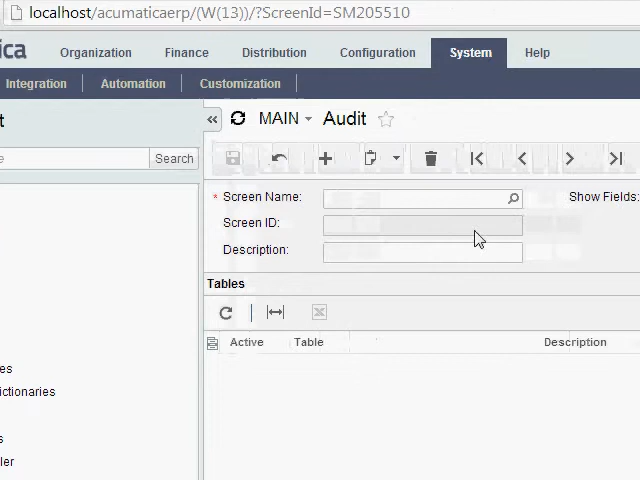 localhost/acumaticaerp/(W(13))/?ScreenId=SM205510
ica
Organization Finance Distribution Configuration System Help
Integration Automation Customization
t
MAIN Audit
e Search
* Screen Name:
Show Fields:
Screen ID:
Description:
Tables
Active Table Description
es
ictionaries
s
ler